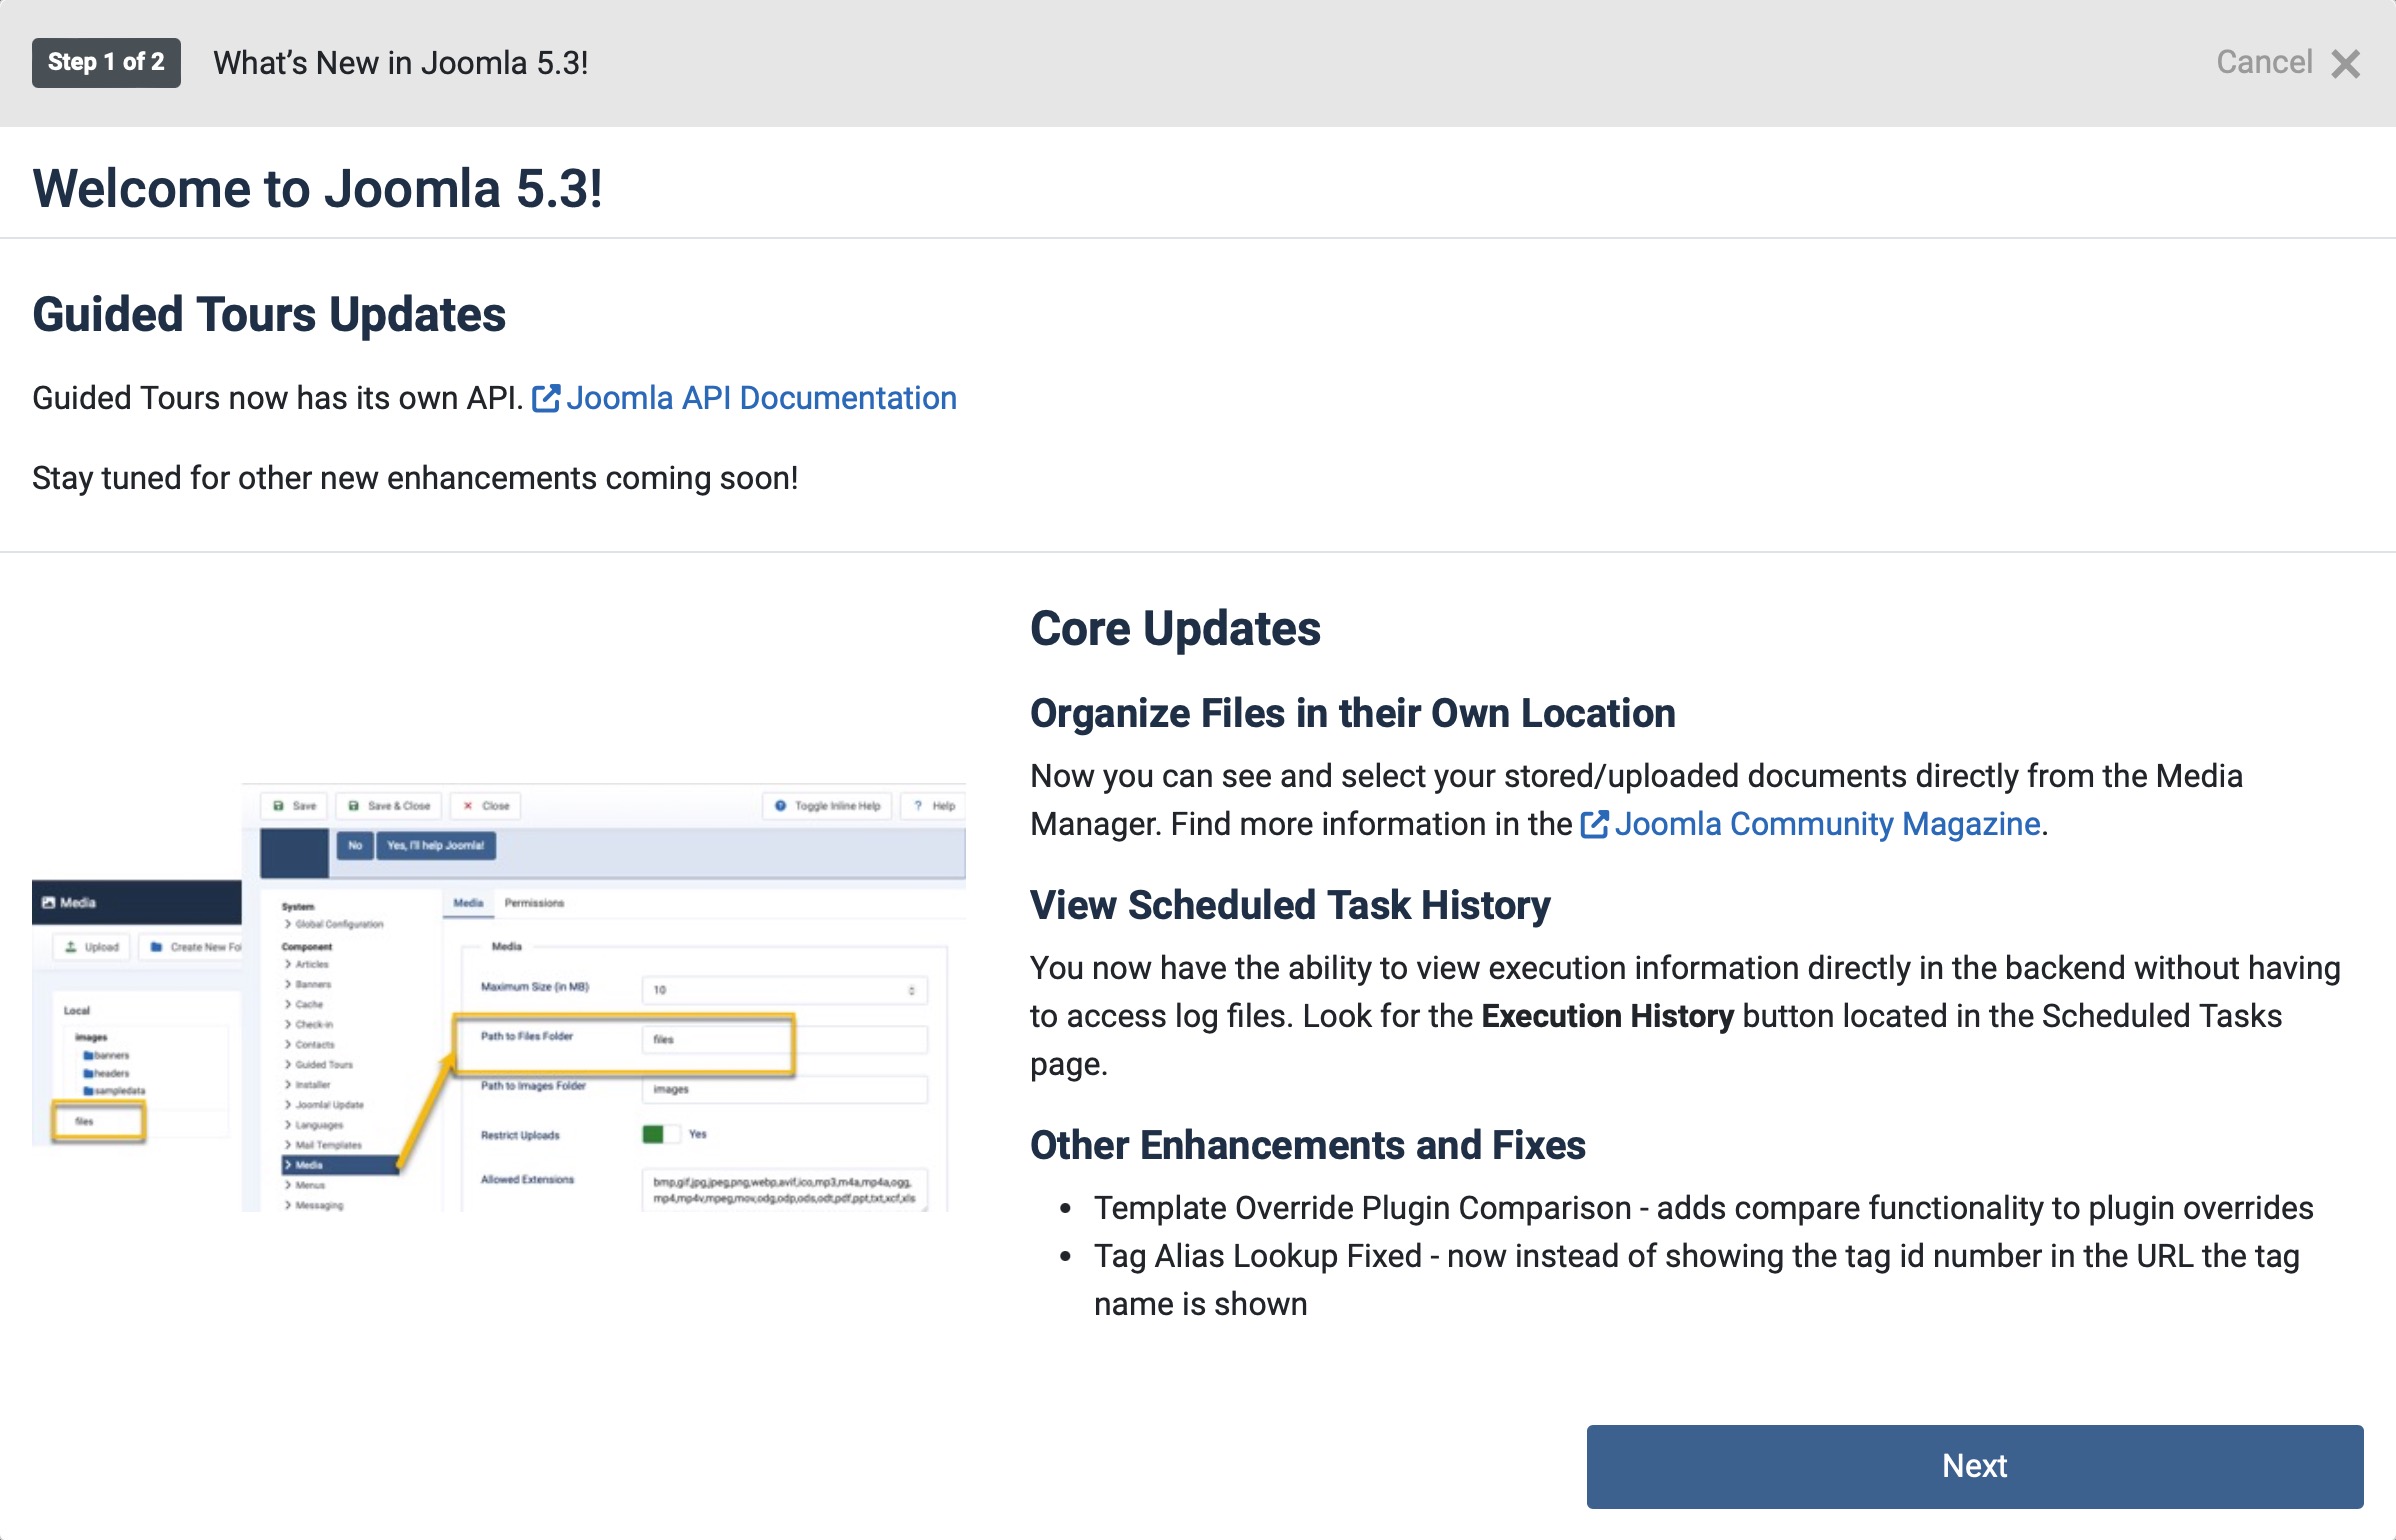 Step 1 of 2
What's New in Joomla 5.3!
Cancel
Welcome to Joomla 5.3!
Guided Tours Updates
Guided Tours now has its own API. Joomla API Documentation
Stay tuned for other new enhancements coming soon!
Save
Save & Close
Close
Toggle Inline Help
? Help
No
Yes, I'll help Joomla!
Media
Upload
Create New Fo
Local
images
banners
headers
sampledata
files
System
Global Configuration
Component
Articles
Banners
Cache
Check-in
Contacts
Guided Tours
Installer
Joomla! Update
Languages
Mail Templates
Media
Menus
Messaging
Media
Permissions
Media
Maximum Size (in MB)
10
Path to Files Folder
files
Path to Images Folder
images
Restrict Uploads
Yes
Allowed Extensions
bmp,gif,jpg,jpeg,png,webp,avif,ico,mp3,m4a,mp4a,ogg,
mp4,mp4v,mpeg,mov,odg,odp,ods,odt,pdf,ppt,txt,xcf,xls
Core Updates
Organize Files in their Own Location
Now you can see and select your stored/uploaded documents directly from the Media
Manager. Find more information in the Joomla Community Magazine.
View Scheduled Task History
You now have the ability to view execution information directly in the backend without having
to access log files. Look for the Execution History button located in the Scheduled Tasks
page.
Other Enhancements and Fixes
• Template Override Plugin Comparison - adds compare functionality to plugin overrides
• Tag Alias Lookup Fixed - now instead of showing the tag id number in the URL the tag
name is shown
Next